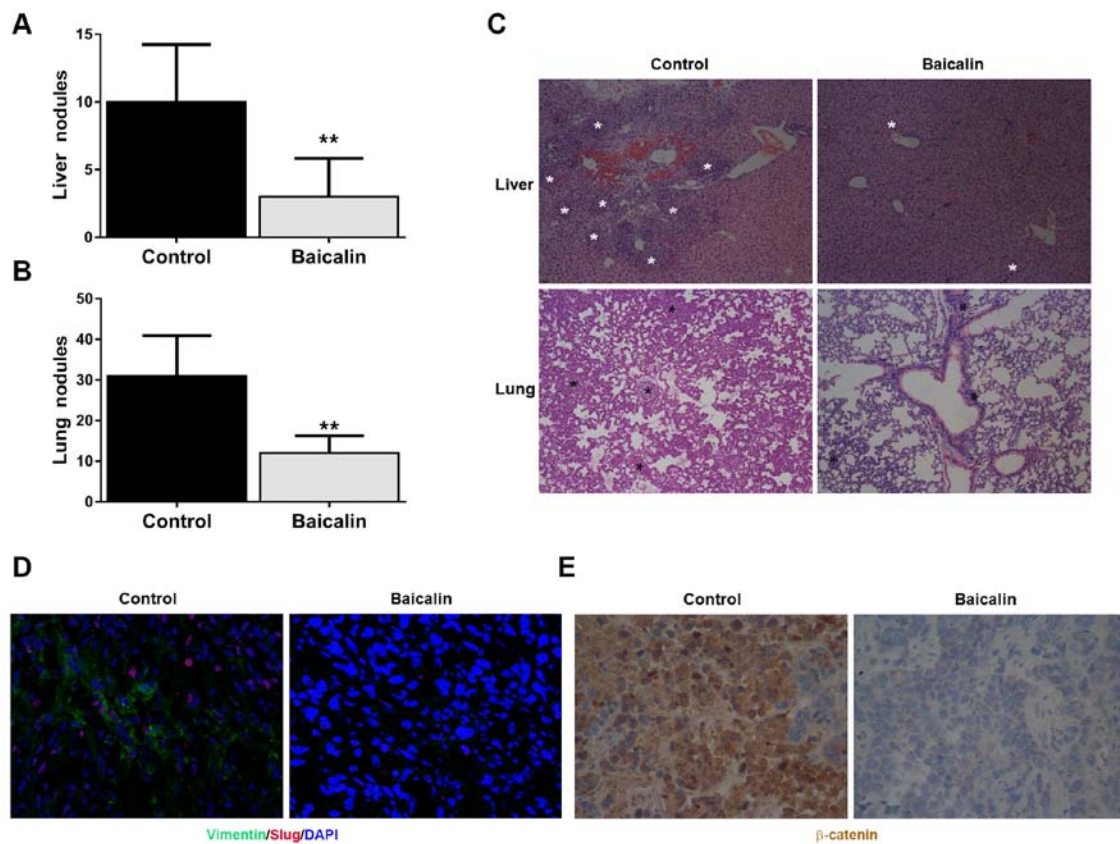 A
Liver nodules
15
10
5
0
**
Control Baicalin
B
Lung nodules
50
40
30
20
10
0
**
Control Baicalin
C
Control Baicalin
Liver
* * * * * * * *
* *
Lung
* * * *
* * *
D
Control Baicalin
Vimentin/Slug/DAPI
E
Control Baicalin
β-catenin